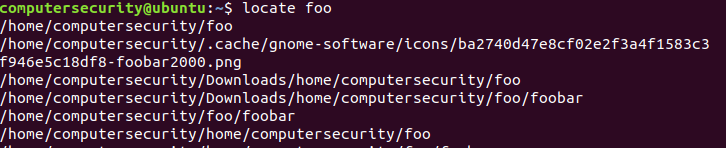 computersecurity@ubuntu:~$ locate foo
/home/computersecurity/foo
/home/computersecurity/.cache/gnome-software/icons/ba2740d47e8cf02e2f3a4f1583c3
f946e5c18df8-foobar2000.png
/home/computersecurity/Downloads/home/computersecurity/foo
/home/computersecurity/Downloads/home/computersecurity/foo/foobar
/home/computersecurity/foo/foobar
/home/computersecurity/home/computersecurity/foo